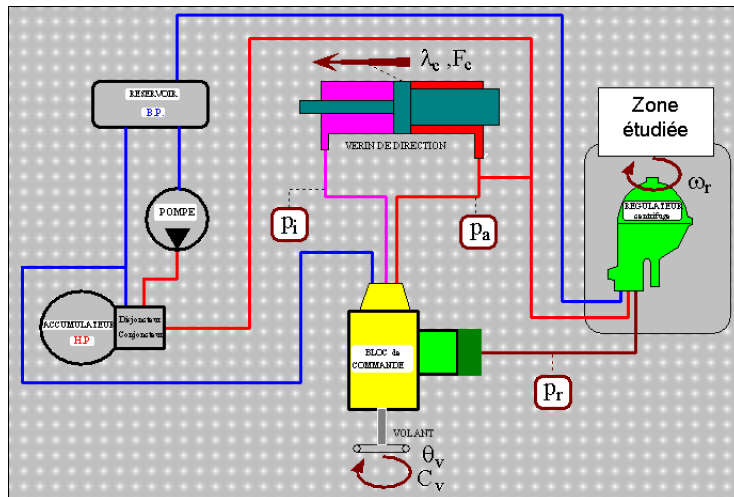 λc ,Fc
RESERVOIR
B.P.
Zone
étudiée
VERIN DE DIRECTION
ωr
REGULATEUR
centrifuge
POMPE
pi
pa
ACCUMULATEUR
H.P.
Disjoncteur
Conjoncteur
BLOC de
COMMANDE
pr
VOLANT
θv
Cv